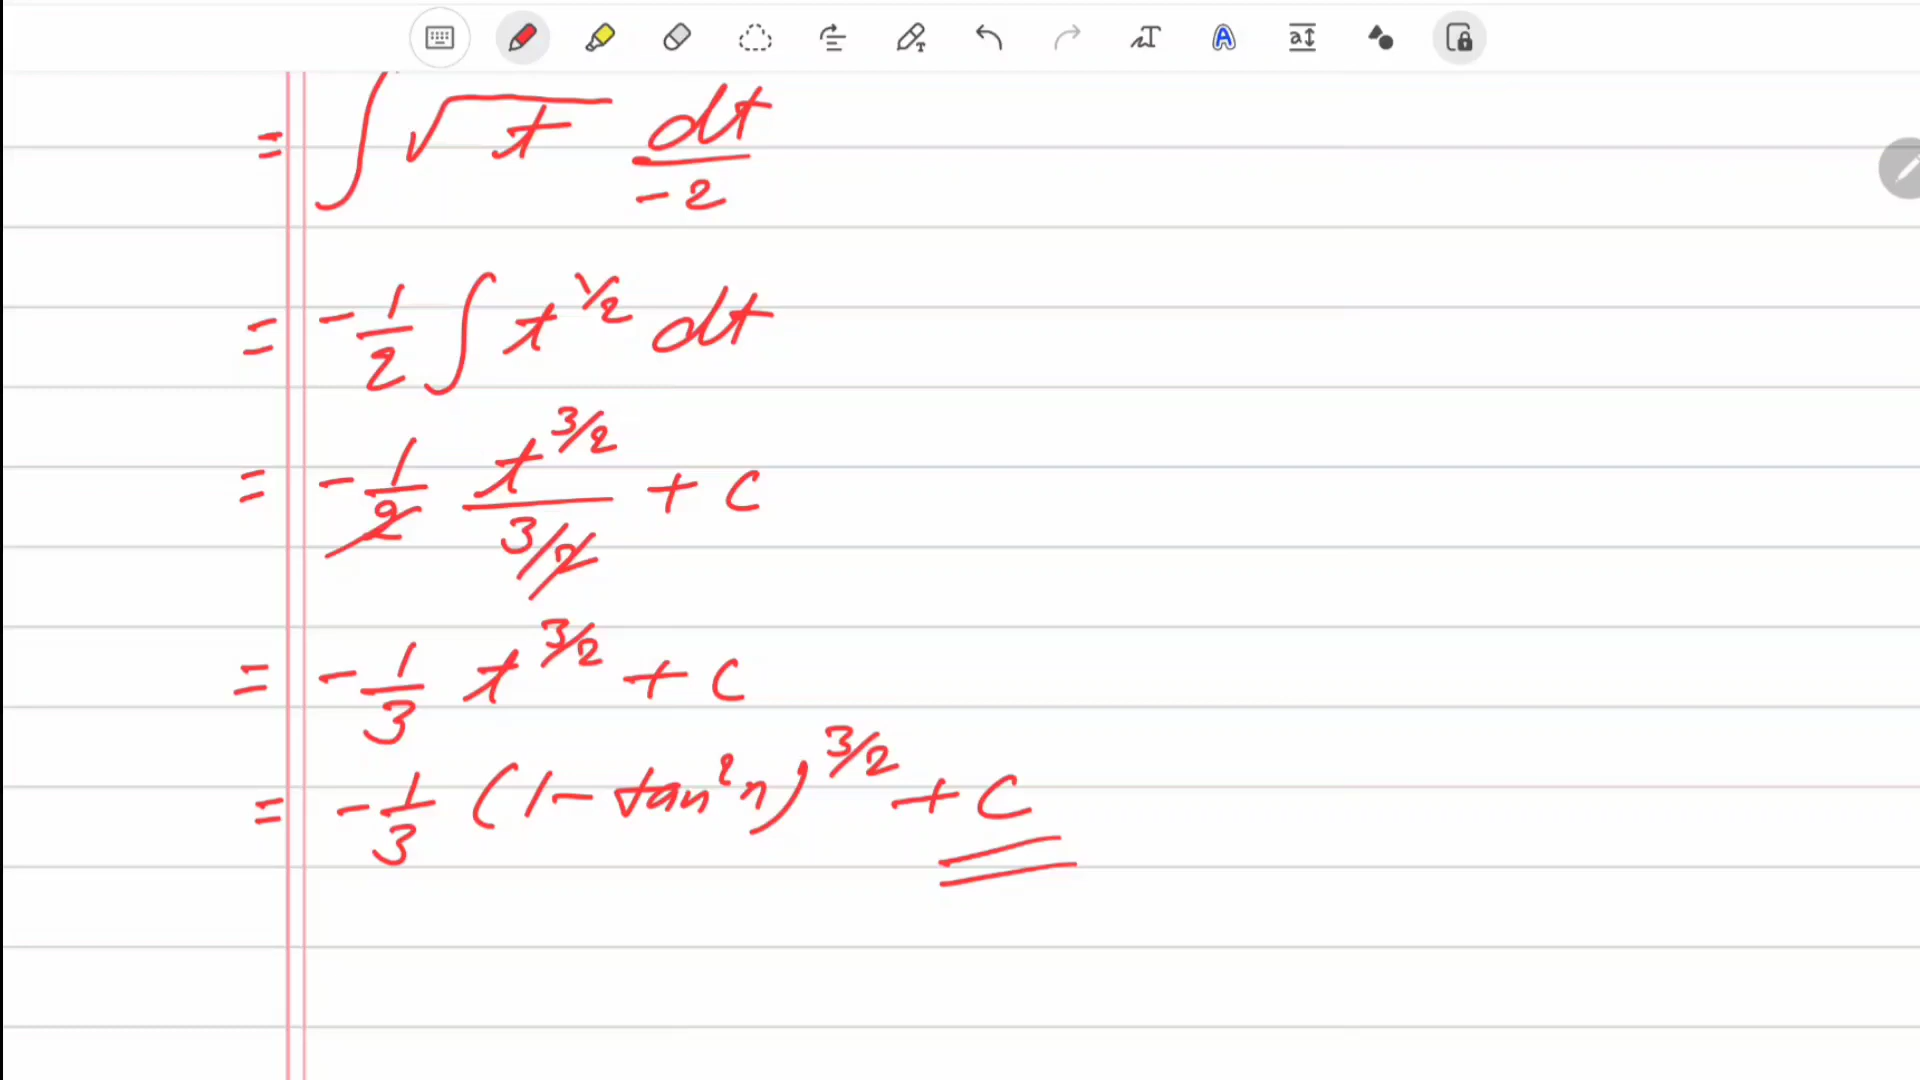 = ∫ √t dt/-2
= -1/2 ∫ t^1/2 dt
= -1/2 t^3/2 / 3/2 + c
= -1/3 t^3/2 + c
= -1/3 (1 - tan²x)^3/2 + C